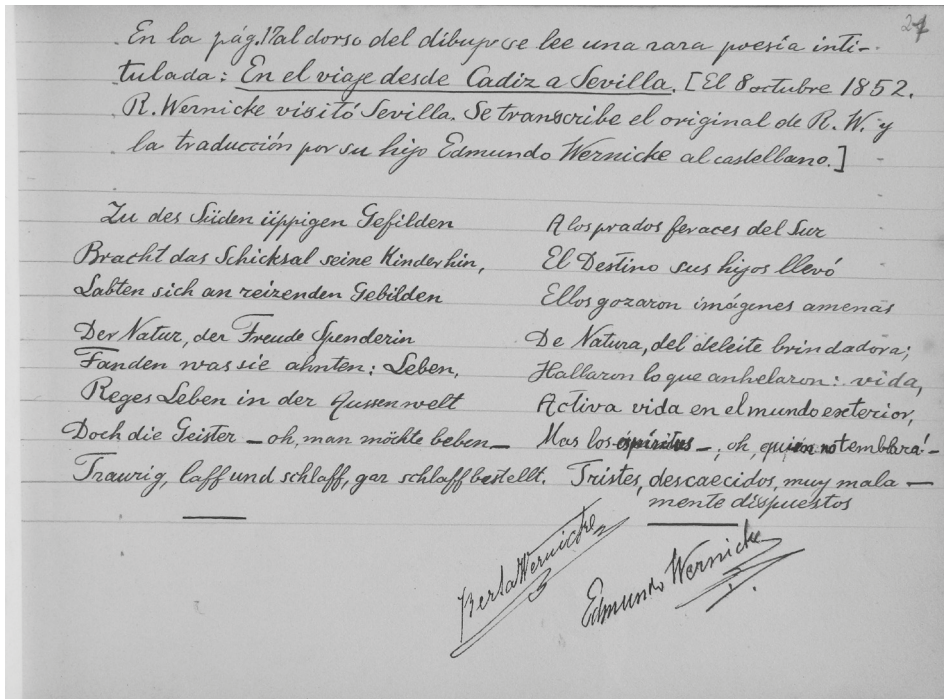 27
En la pág. 17 al dorso del dibujo se lee una rara poesía inti-
tulada: En el viaje desde Cadiz a Sevilla. [El 8 octubre 1852.
R. Wernicke visitó Sevilla. Se transcribe el original de R. W. y
la traducción por su hijo Edmundo Wernicke al castellano.]
Zu des Süden üppigen Gefilden
Bracht das Schicksal seine Kinder hin,
Labten sich an reizenden Gebilden
Der Natur, der Freude Spenderin
Fanden was sie ahnten: Leben,
Reges Leben in der Aussenwelt
Doch die Geister — oh, man möchte beben —
Traurig, laff und schlaff, gar schlaff bestellt.
A los prados feraces del Sur
El Destino sus hijos llevó
Ellos gozaron imágenes amenas
De Natura, del deleite brindadora;
Hallaron lo que anhelaron: vida,
Activa vida en el mundo exterior,
Mas los espíritus —, oh, quien no temblará! —
Tristes, descaecidos, muy mala —
mente dispuestos
Berta Wernicke
Edmundo Wernicke